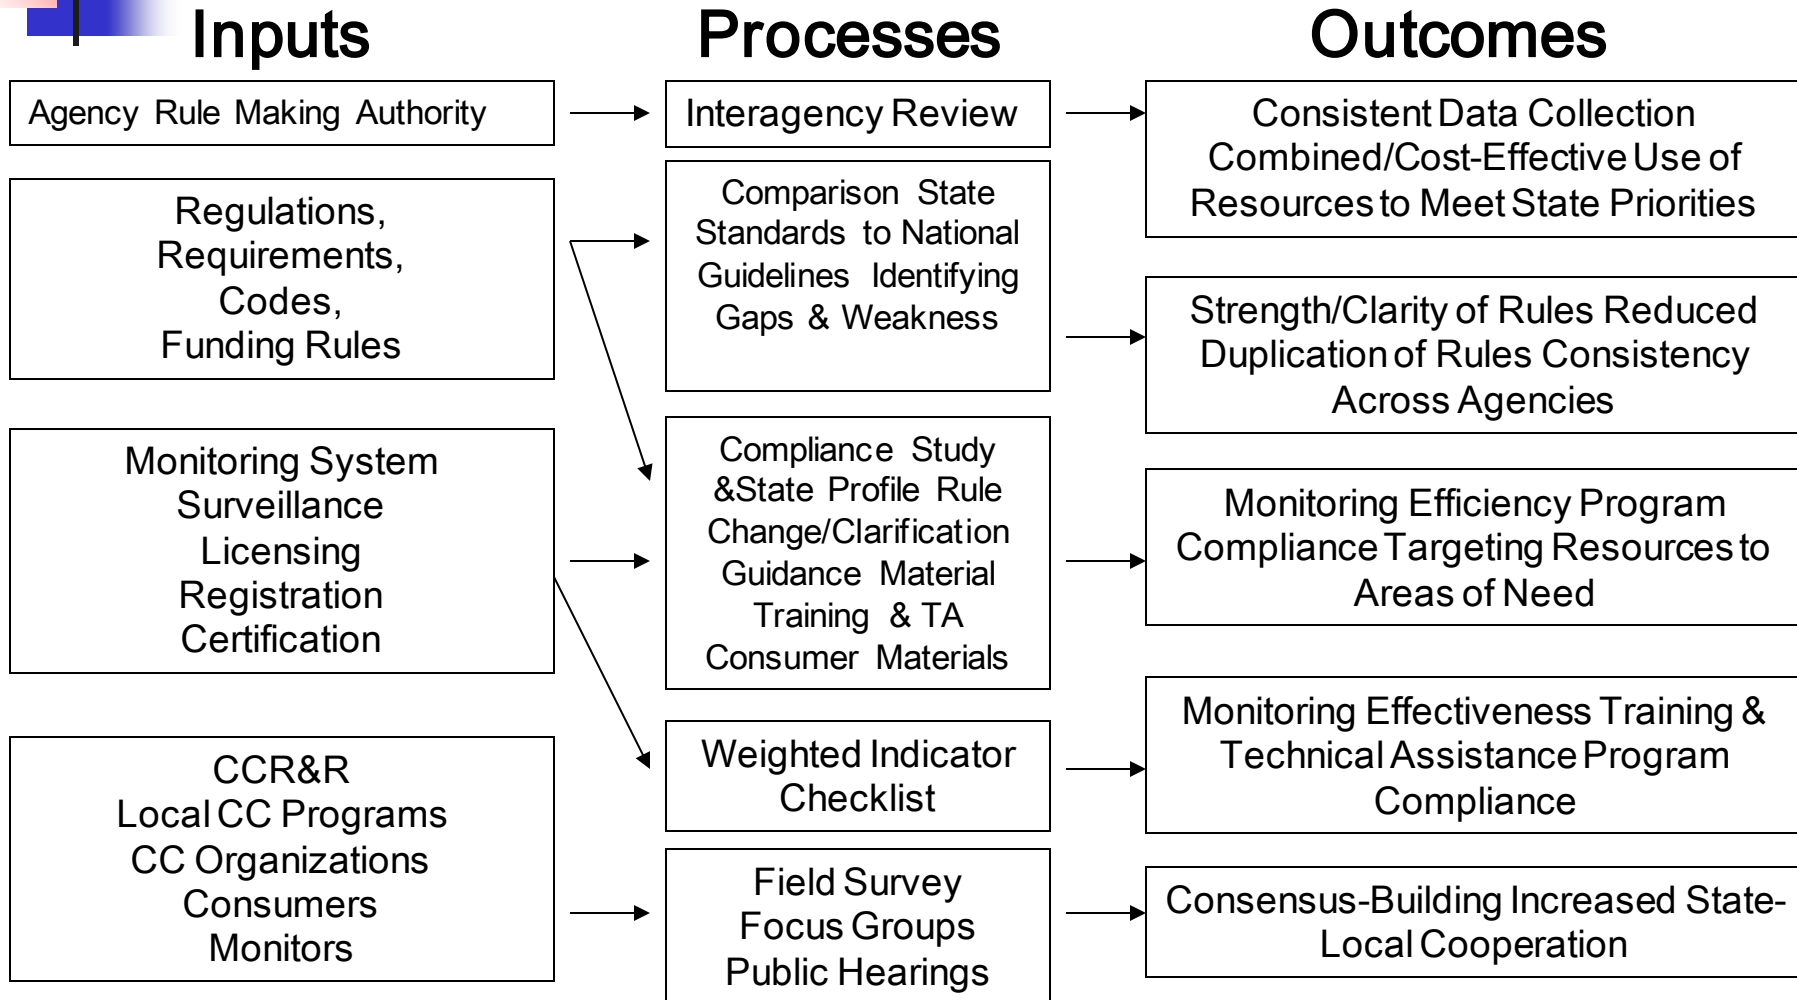 Inputs
Agency Rule Making Authority
Regulations,
Requirements,
Codes,
Funding Rules
Monitoring System
Surveillance
Licensing
Registration
Certification
CCR&R
Local CC Programs
CC Organizations
Consumers
Monitors
Processes
Interagency Review
Comparison State
Standards to National
Guidelines Identifying
Gaps & Weakness
Compliance Study
&State Profile Rule
Change/Clarification
Guidance Material
Training & TA
Consumer Materials
Weighted Indicator
Checklist
Field Survey
Focus Groups
Public Hearings
Outcomes
Consistent Data Collection
Combined/Cost-Effective Use of
Resources to Meet State Priorities
Strength/Clarity of Rules Reduced
Duplication of Rules Consistency
Across Agencies
Monitoring Efficiency Program
Compliance Targeting Resources to
Areas of Need
Monitoring Effectiveness Training &
Technical Assistance Program
Compliance
Consensus-Building Increased State-
Local Cooperation